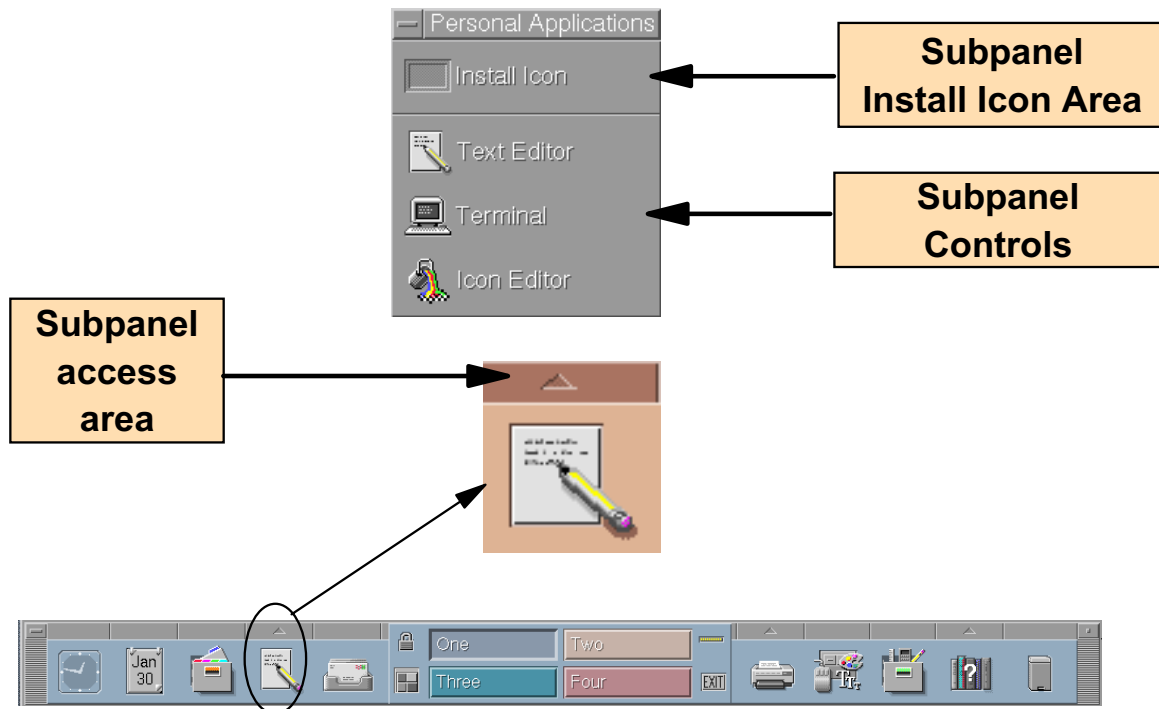 Personal Applications
Install Icon
Subpanel
Install Icon Area
Text Editor
Terminal
Subpanel
Controls
Icon Editor
Subpanel
access
area
One
Two
Jan
30
Three
Four
EXIT
?